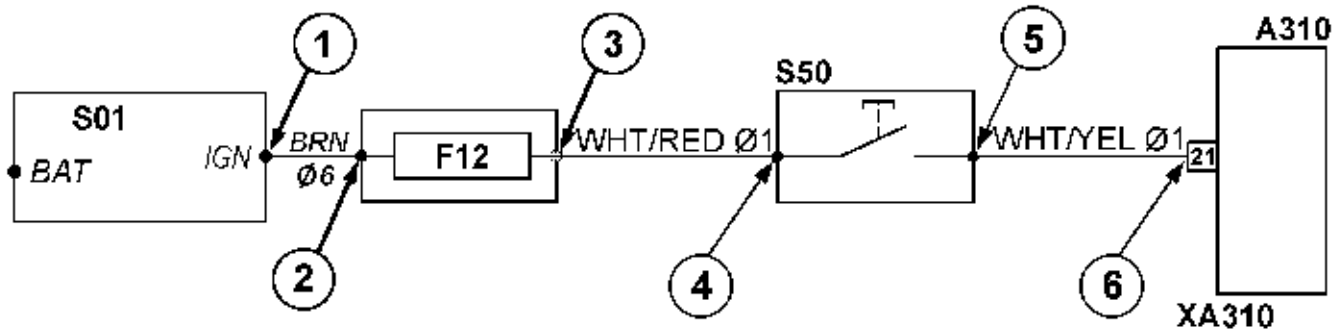 1
3
5
A310
S01
S50
BAT
IGN
BRN
Ø6
F12
WHT/RED Ø1
WHT/YEL Ø1
21
2
4
6
XA310